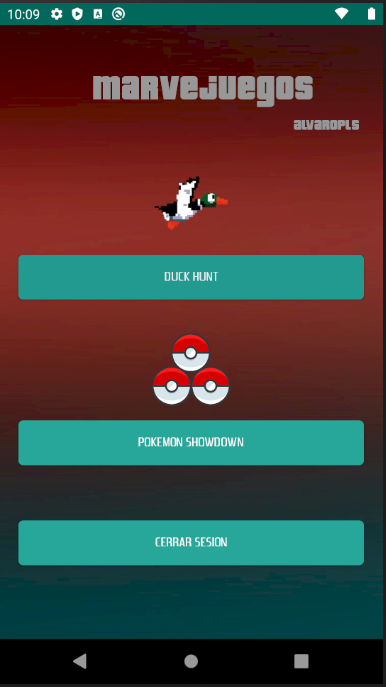 10:09
MARVEJUEGOS
ALVAROPLS
DUCK HUNT
POKEMON SHOWDOWN
CERRAR SESION